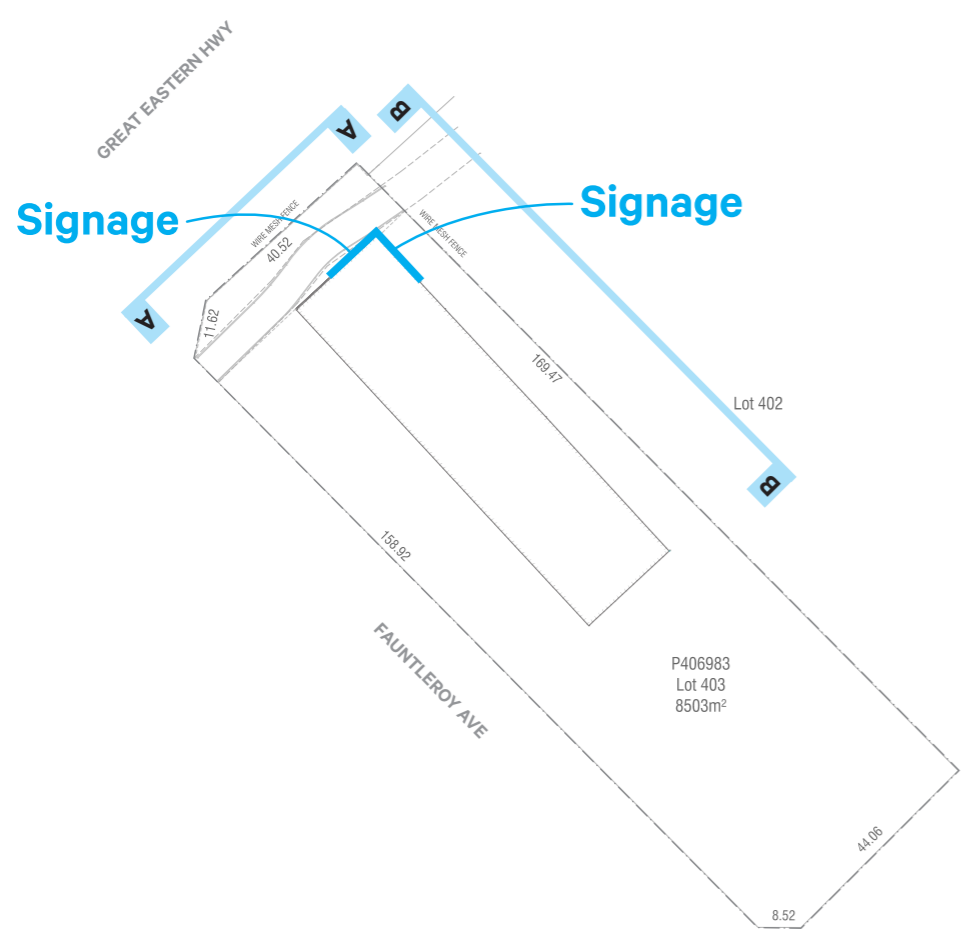 GREAT EASTERN HWY
A
B
Signage
Signage
WIRE MESH FENCE
WIRE MESH FENCE
40.52
11.62
A
169.47
Lot 402
B
158.92
FAUNTLEROY AVE
P406983
Lot 403
8503m²
44.06
8.52